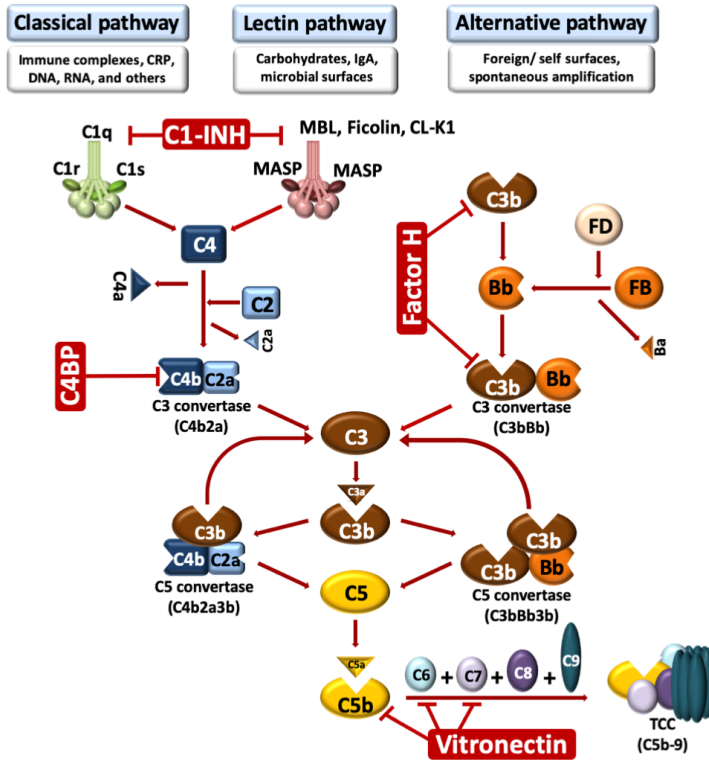 Classical pathway
Lectin pathway
Alternative pathway
Immune complexes, CRP,
DNA, RNA, and others
Carbohydrates, IgA,
microbial surfaces
Foreign/ self surfaces,
spontaneous amplification
C1q
C1-INH
MBL, Ficolin, CL-K1
C1r
C1s
MASP
MASP
C3b
FD
C4
Factor H
Bb
FB
C4a
C2
C2a
Ba
C4BP
C4b
C2a
C3 convertase
(C4b2a)
C3b
Bb
C3 convertase
(C3bBb)
C3
C3a
C3b
C3b
C4b
C2a
C5 convertase
(C4b2a3b)
C3b
C3b
Bb
C5 convertase
(C3bBb3b)
C5
C5a
C5b
C6 + C7 + C8 + C9
Vitronectin
TCC
(C5b-9)